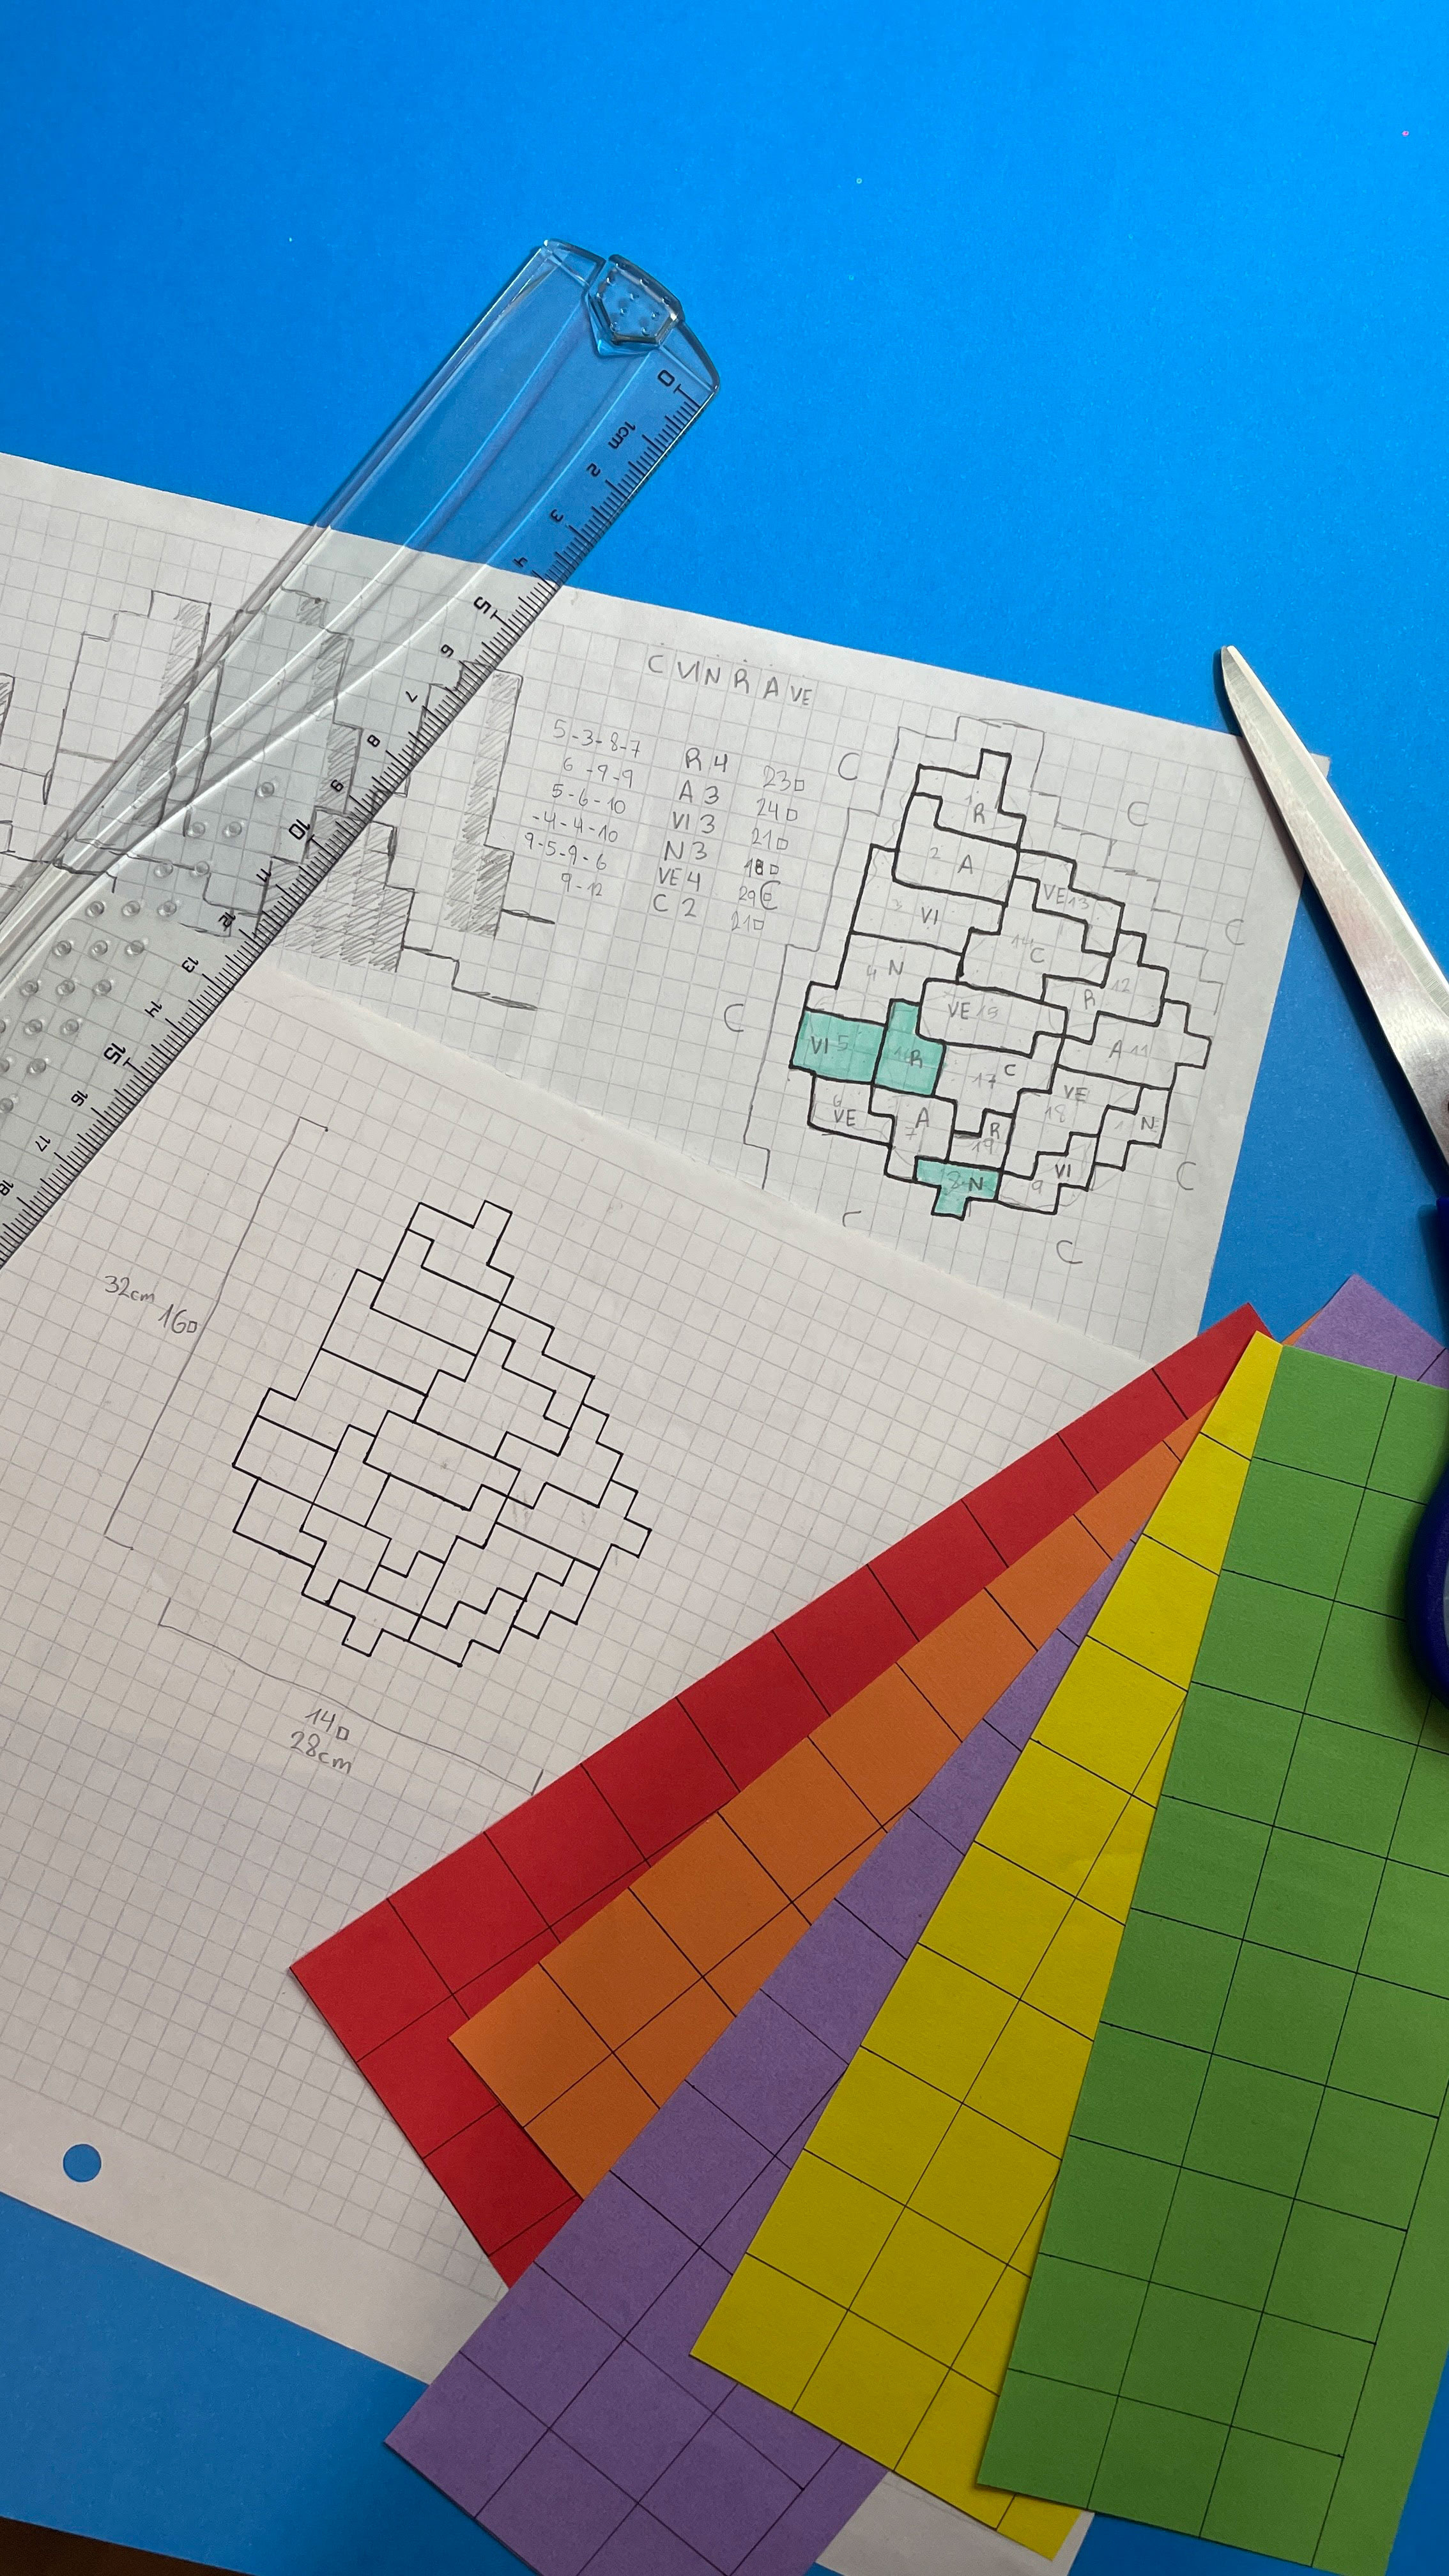 0
1cm
2
3
4
5
6
7
8
9
10
11
12
13
14
15
16
17
18
C VI N R A VE
5-3-8-7 R 4 23□
6-9-9 A 3 24□
5-6-10 VI 3 21□
-4-4-10 N 3 18□
9-5-9-6 VE 4 29
9-12 C 2 21□
C
C
C
C
C
C
C
1 R
2 A
VE 13
3 VI
14 C
4 N
R 12
VE 15
VI 5
16 R
A 11
17 C
6 VE
A 7
R 19
VE 18
N
8 N
VI 9
32cm 16□
14□
28cm